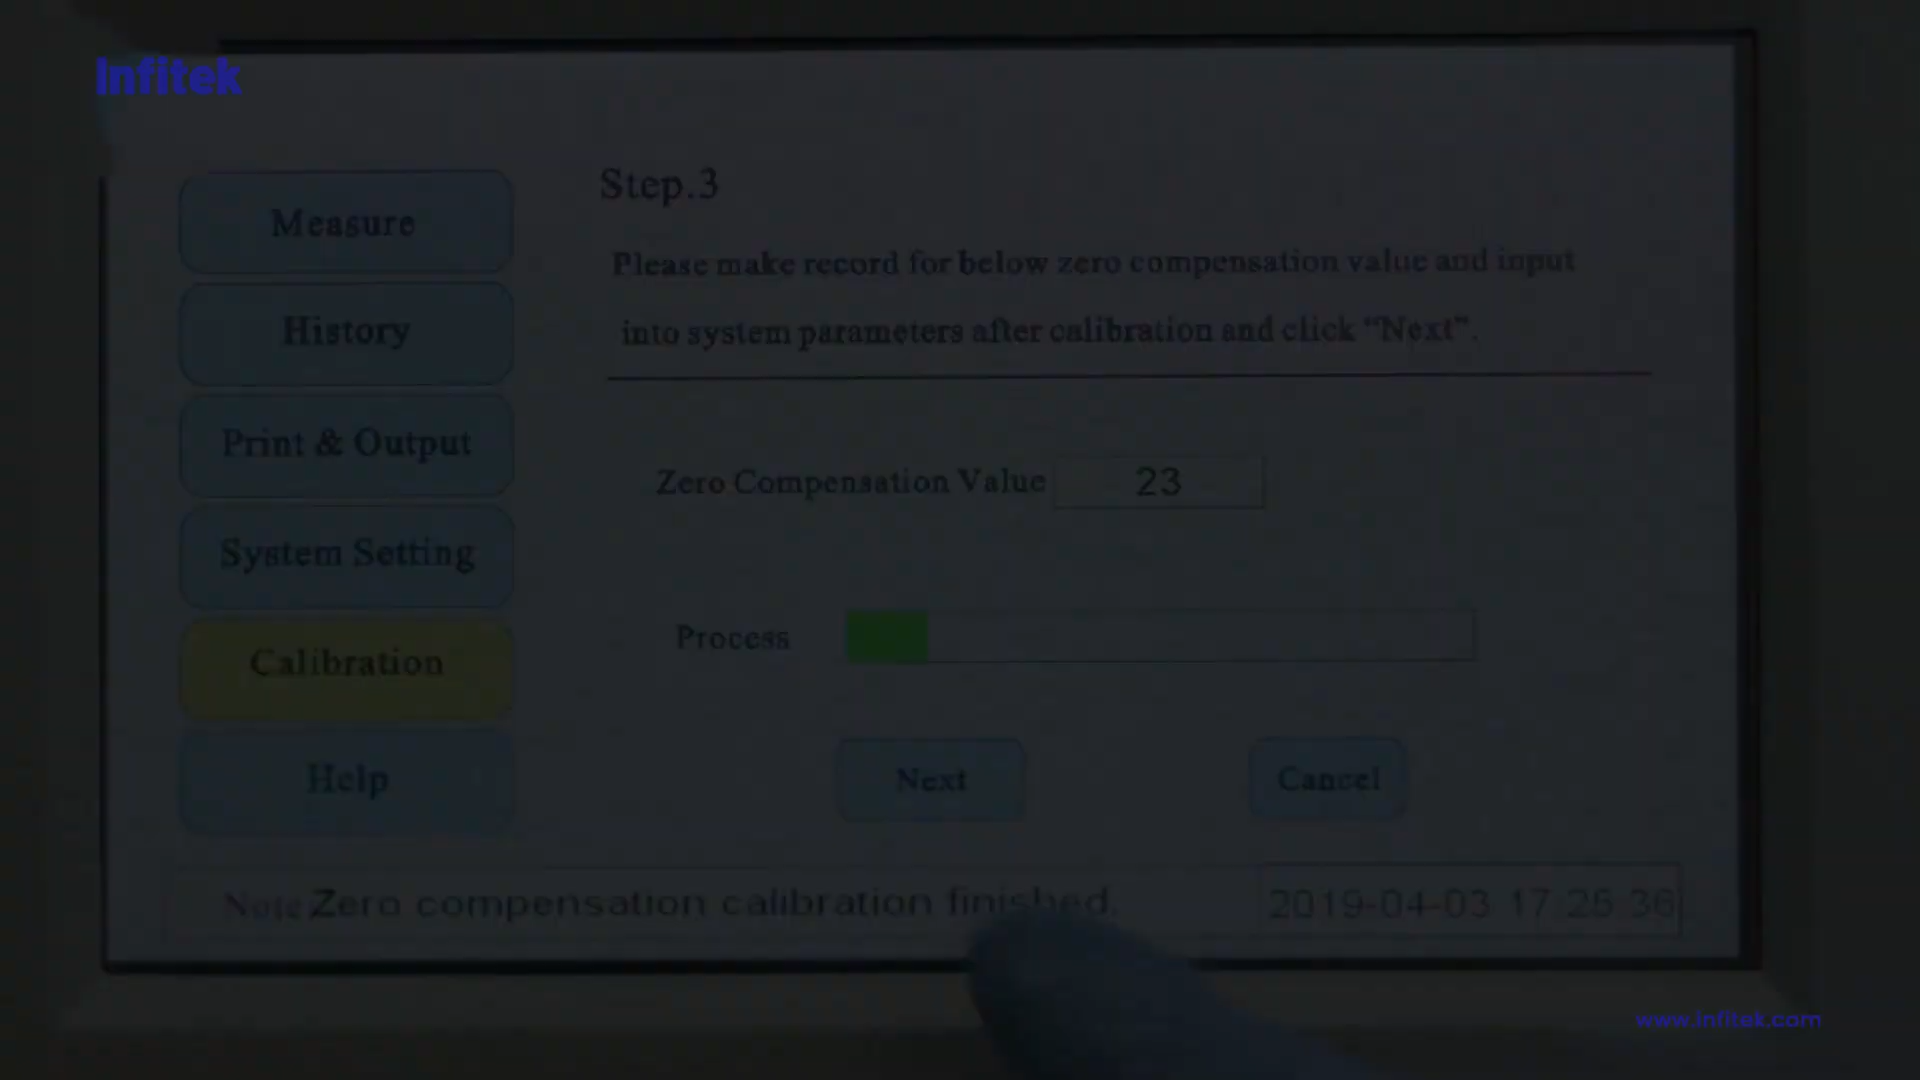 Infitek
Step.3
Measure
Please make record for below zero compensation value and input
History
into system parameters after calibration and click “Next”.
Print & Output
Zero Compensation Value 23
System Setting
Process
Calibration
Help
Next
Cancel
Note Zero compensation calibration finished.
2019-04-03 17 25 36
www.infitek.com